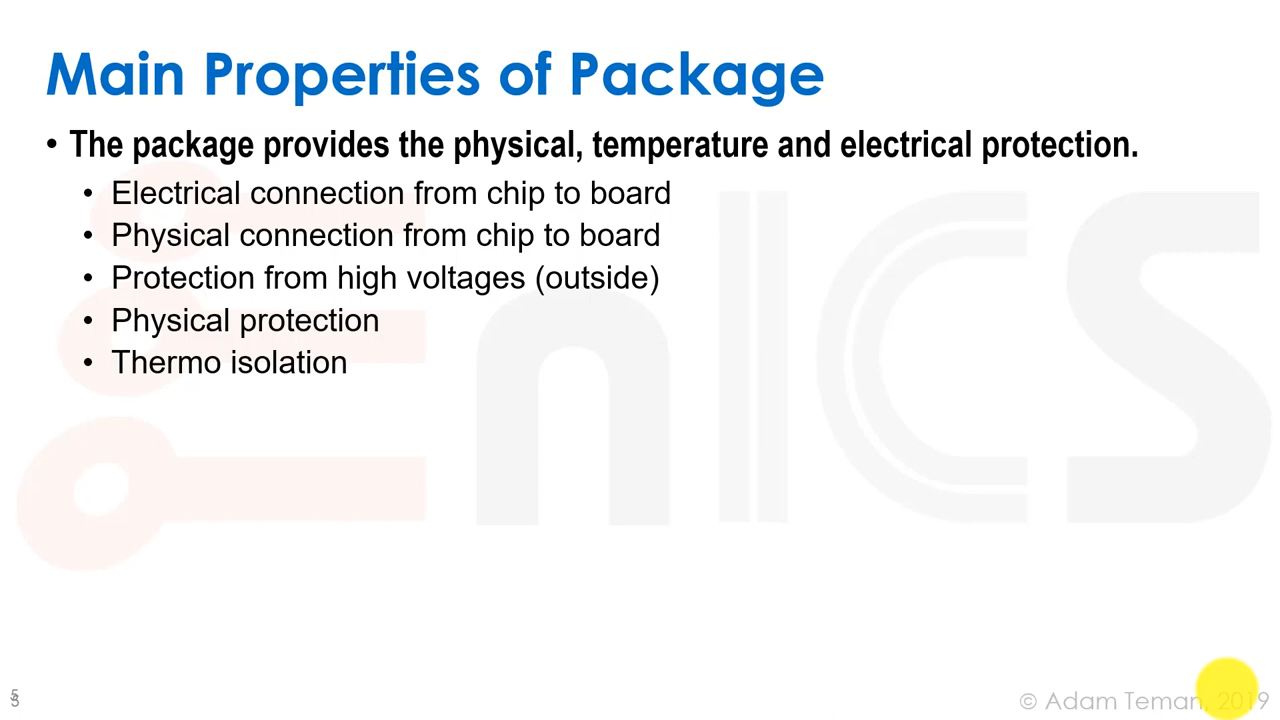 Main Properties of Package
• The package provides the physical, temperature and electrical protection.
• Electrical connection from chip to board
• Physical connection from chip to board
• Protection from high voltages (outside)
• Physical protection
• Thermo isolation
enICS
5
© Adam Teman, 2019